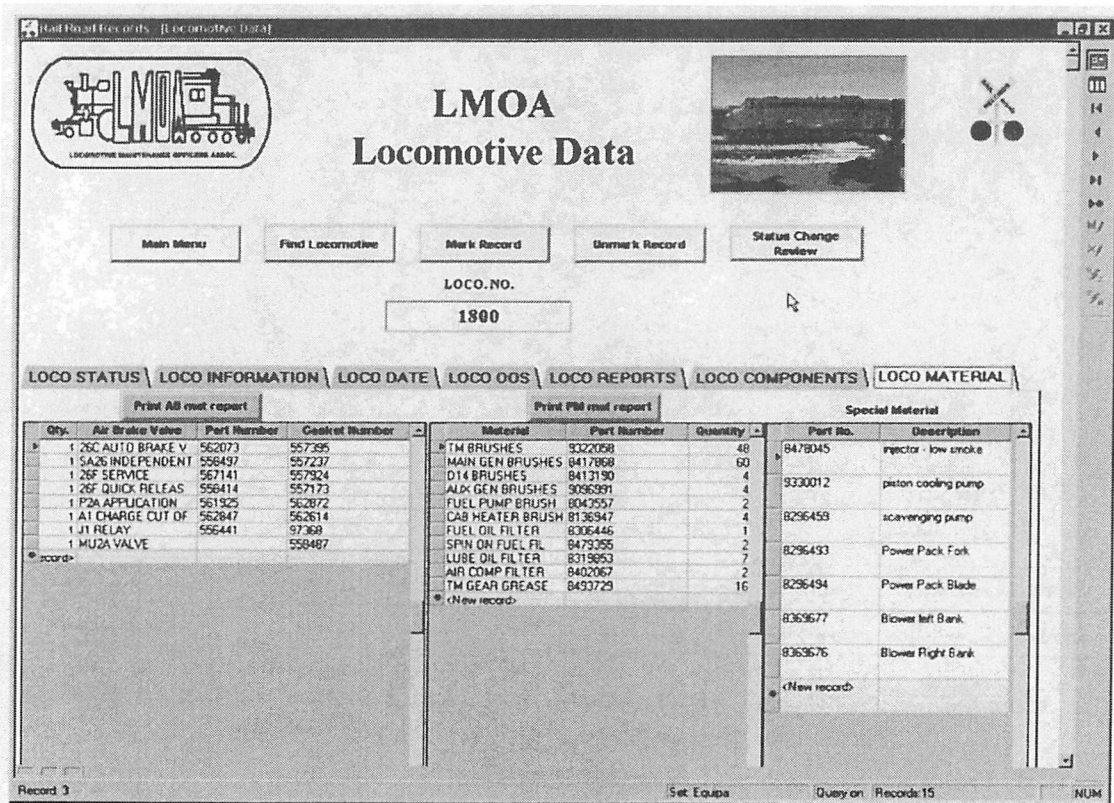 Rail Road Records - [Locomotive Data]
LMOA
LOCOMOTIVE MAINTENANCE OFFICERS ASSOC.
LMOA
Locomotive Data
Main Menu Find Locomotive Mark Record Unmark Record Status Change Review
LOCO.NO.
1800
LOCO STATUS LOCO INFORMATION LOCO DATE LOCO OOS LOCO REPORTS LOCO COMPONENTS LOCO MATERIAL
Print AB mat report
Qty. Air Brake Valve Part Number Gasket Number
1 26C AUTO BRAKE V 562073 557395
1 SA26 INDEPENDENT 556497 557237
1 26F SERVICE 567141 557924
1 26F QUICK RELEAS 556414 557173
1 P2A APPLICATION 561925 562872
1 A1 CHARGE CUT OF 562847 562614
1 J1 RELAY 556441 97368
1 MU2A VALVE 558487
ecord>
Print PM mat report
Material Part Number Quantity
TM BRUSHES 9322058 48
MAIN GEN BRUSHES 8417868 60
D14 BRUSHES 8413190 4
AUX GEN BRUSHES 9096991 4
FUEL PUMP BRUSH 8043557 2
CAB HEATER BRUSH 8136947 4
FUEL OIL FILTER 8306446 1
SPIN ON FUEL FIL 8479355 2
LUBE OIL FILTER 8319853 7
AIR COMP FILTER 8402067 2
TM GEAR GREASE 8493729 16
<New record>
Special Material
Part No. Description
8478045 injector - low smoke
9330012 piston cooling pump
8296459 scavenging pump
8296493 Power Pack Fork
8296494 Power Pack Blade
8369677 Blower left Bank
8369676 Blower Right Bank
<New record>
Record 3 Set: Equipa Query on Records:15 NUM